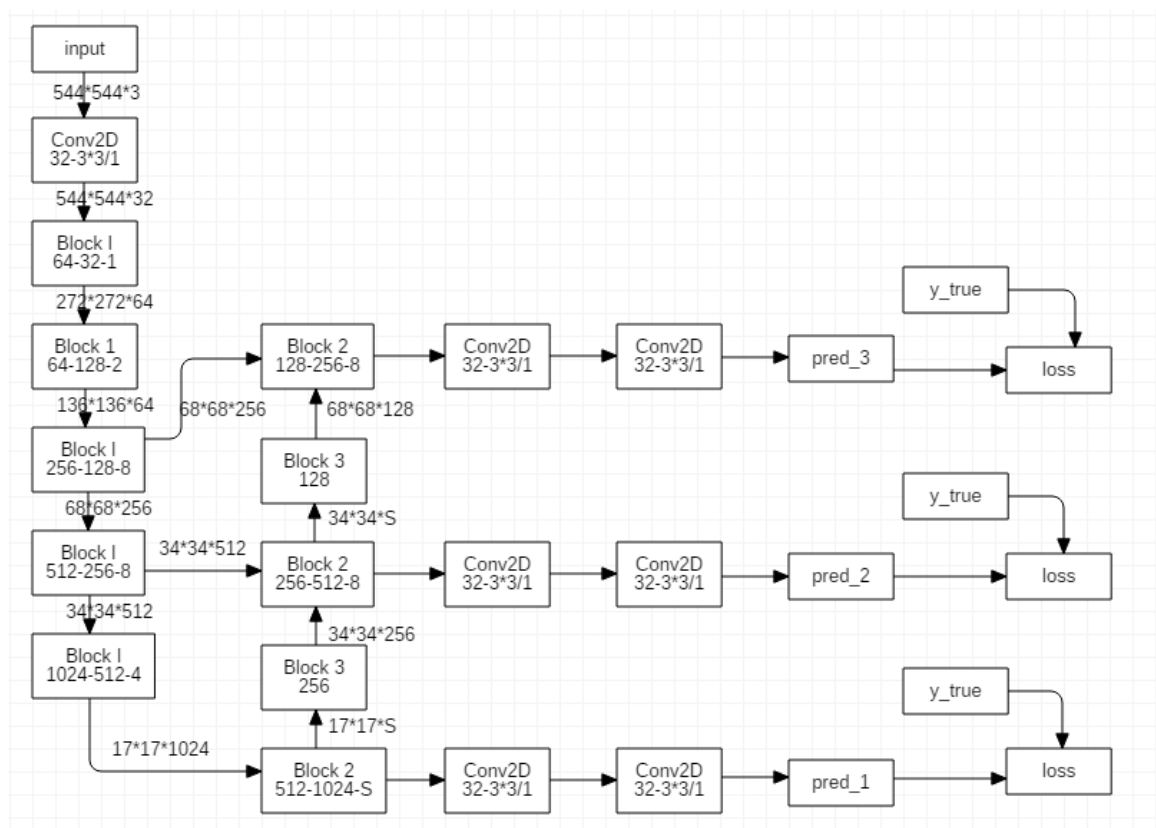 input
544*544*3
Conv2D
32-3*3/1
544*544*32
Block I
64-32-1
272*272*64
Block 1
64-128-2
136*136*64
Block I
256-128-8
68*68*256
68*68*256
Block I
512-256-8
34*34*512
34*34*512
Block I
1024-512-4
17*17*1024
Block 2
128-256-8
68*68*128
Block 3
128
34*34*S
Block 2
256-512-8
34*34*256
Block 3
256
17*17*S
Block 2
512-1024-S
Conv2D
32-3*3/1
Conv2D
32-3*3/1
pred_3
y_true
loss
Conv2D
32-3*3/1
Conv2D
32-3*3/1
pred_2
y_true
loss
Conv2D
32-3*3/1
Conv2D
32-3*3/1
pred_1
y_true
loss